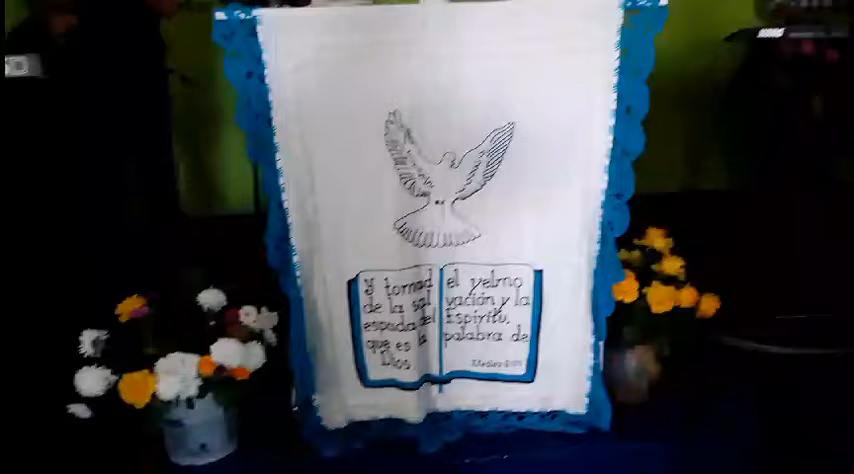 Y tomad el yelmo
de la sal vación y la
espada del Espíritu,
que es la palabra de
Dios